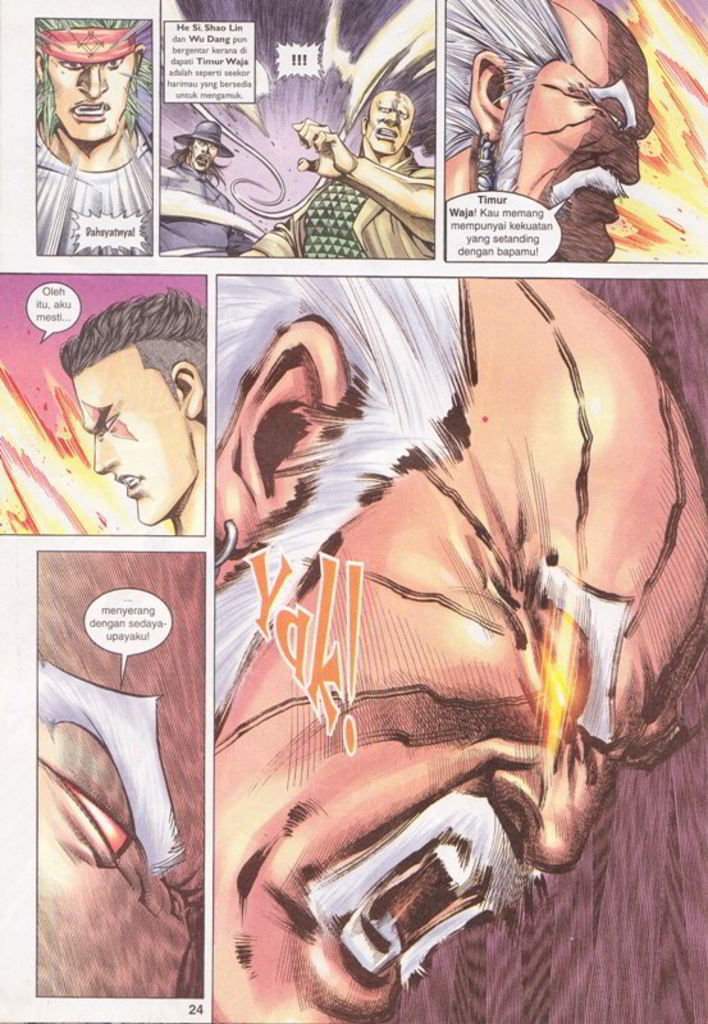 Dahsyatnya!
He Si, Shao Lin
dan Wu Dang pun
bergentar kerana di
dapati Timur Waja
adalah seperti seekor
harimau yang bersedia
untuk mengamuk.
!!!
Timur
Waja! Kau memang
mempunyai kekuatan
yang setanding
dengan bapamu!
Oleh
itu, aku
mesti...
...
menyerang
dengan sedaya-
upayaku!
Yak!
24